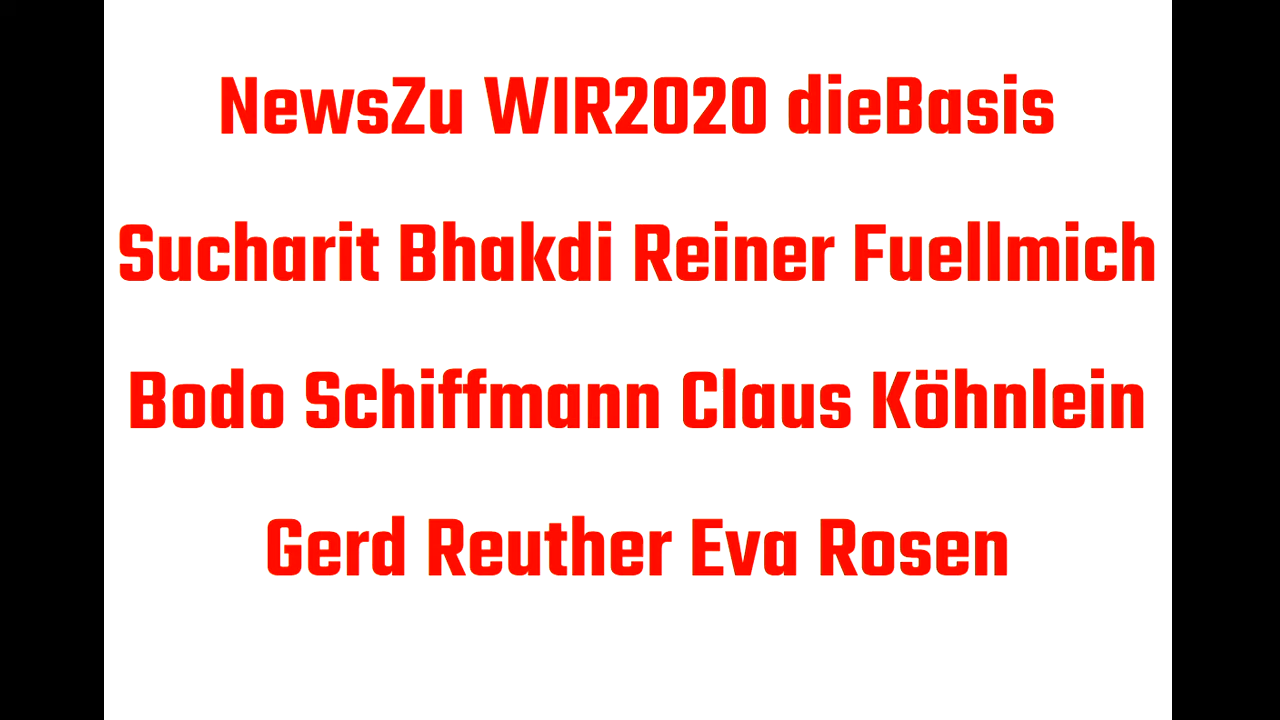 NewsZu WIR2020 dieBasis
Sucharit Bhakdi Reiner Fuellmich
Bodo Schiffmann Claus Köhnlein
Gerd Reuther Eva Rosen